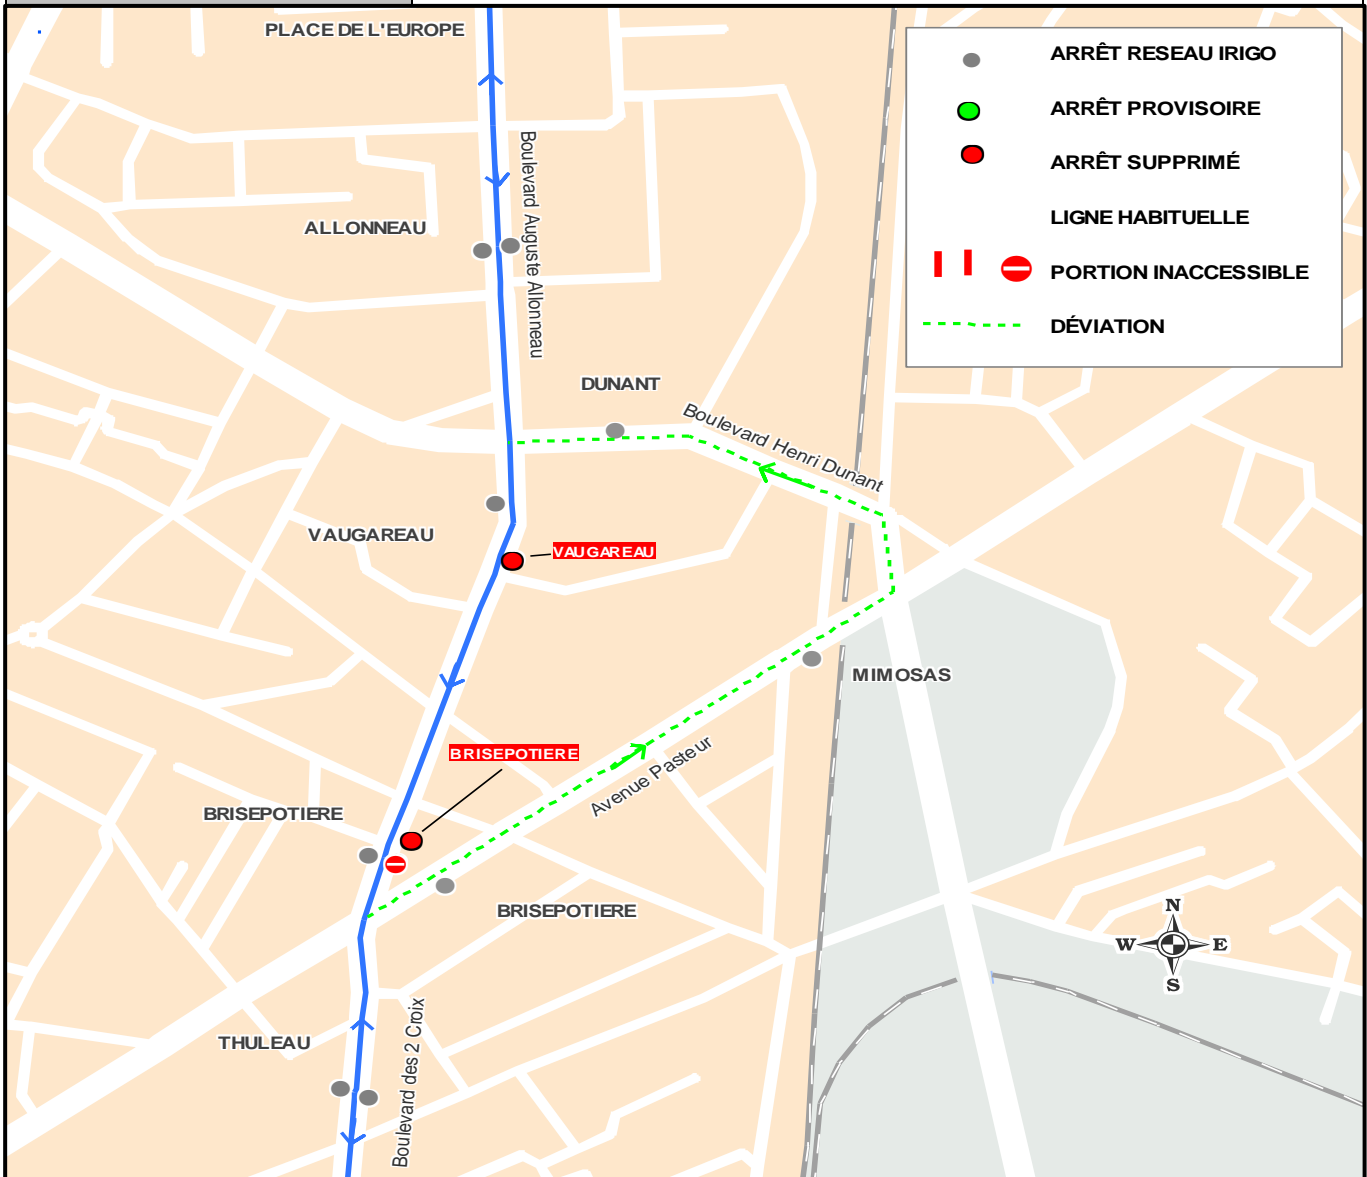 PLACE DE L'EUROPE
ARRÊT RESEAU IRIGO
ARRÊT PROVISOIRE
ARRÊT SUPPRIMÉ
LIGNE HABITUELLE
PORTION INACCESSIBLE
DÉVIATION
Boulevard Auguste Allonneau
ALLONNEAU
DUNANT
Boulevard Henri Dunant
VAUGAREAU
VAUGAREAU
MIMOSAS
BRISEPOTIERE
Avenue Pasteur
BRISEPOTIERE
BRISEPOTIERE
N
W E
S
THULEAU
Boulevard des 2 Croix